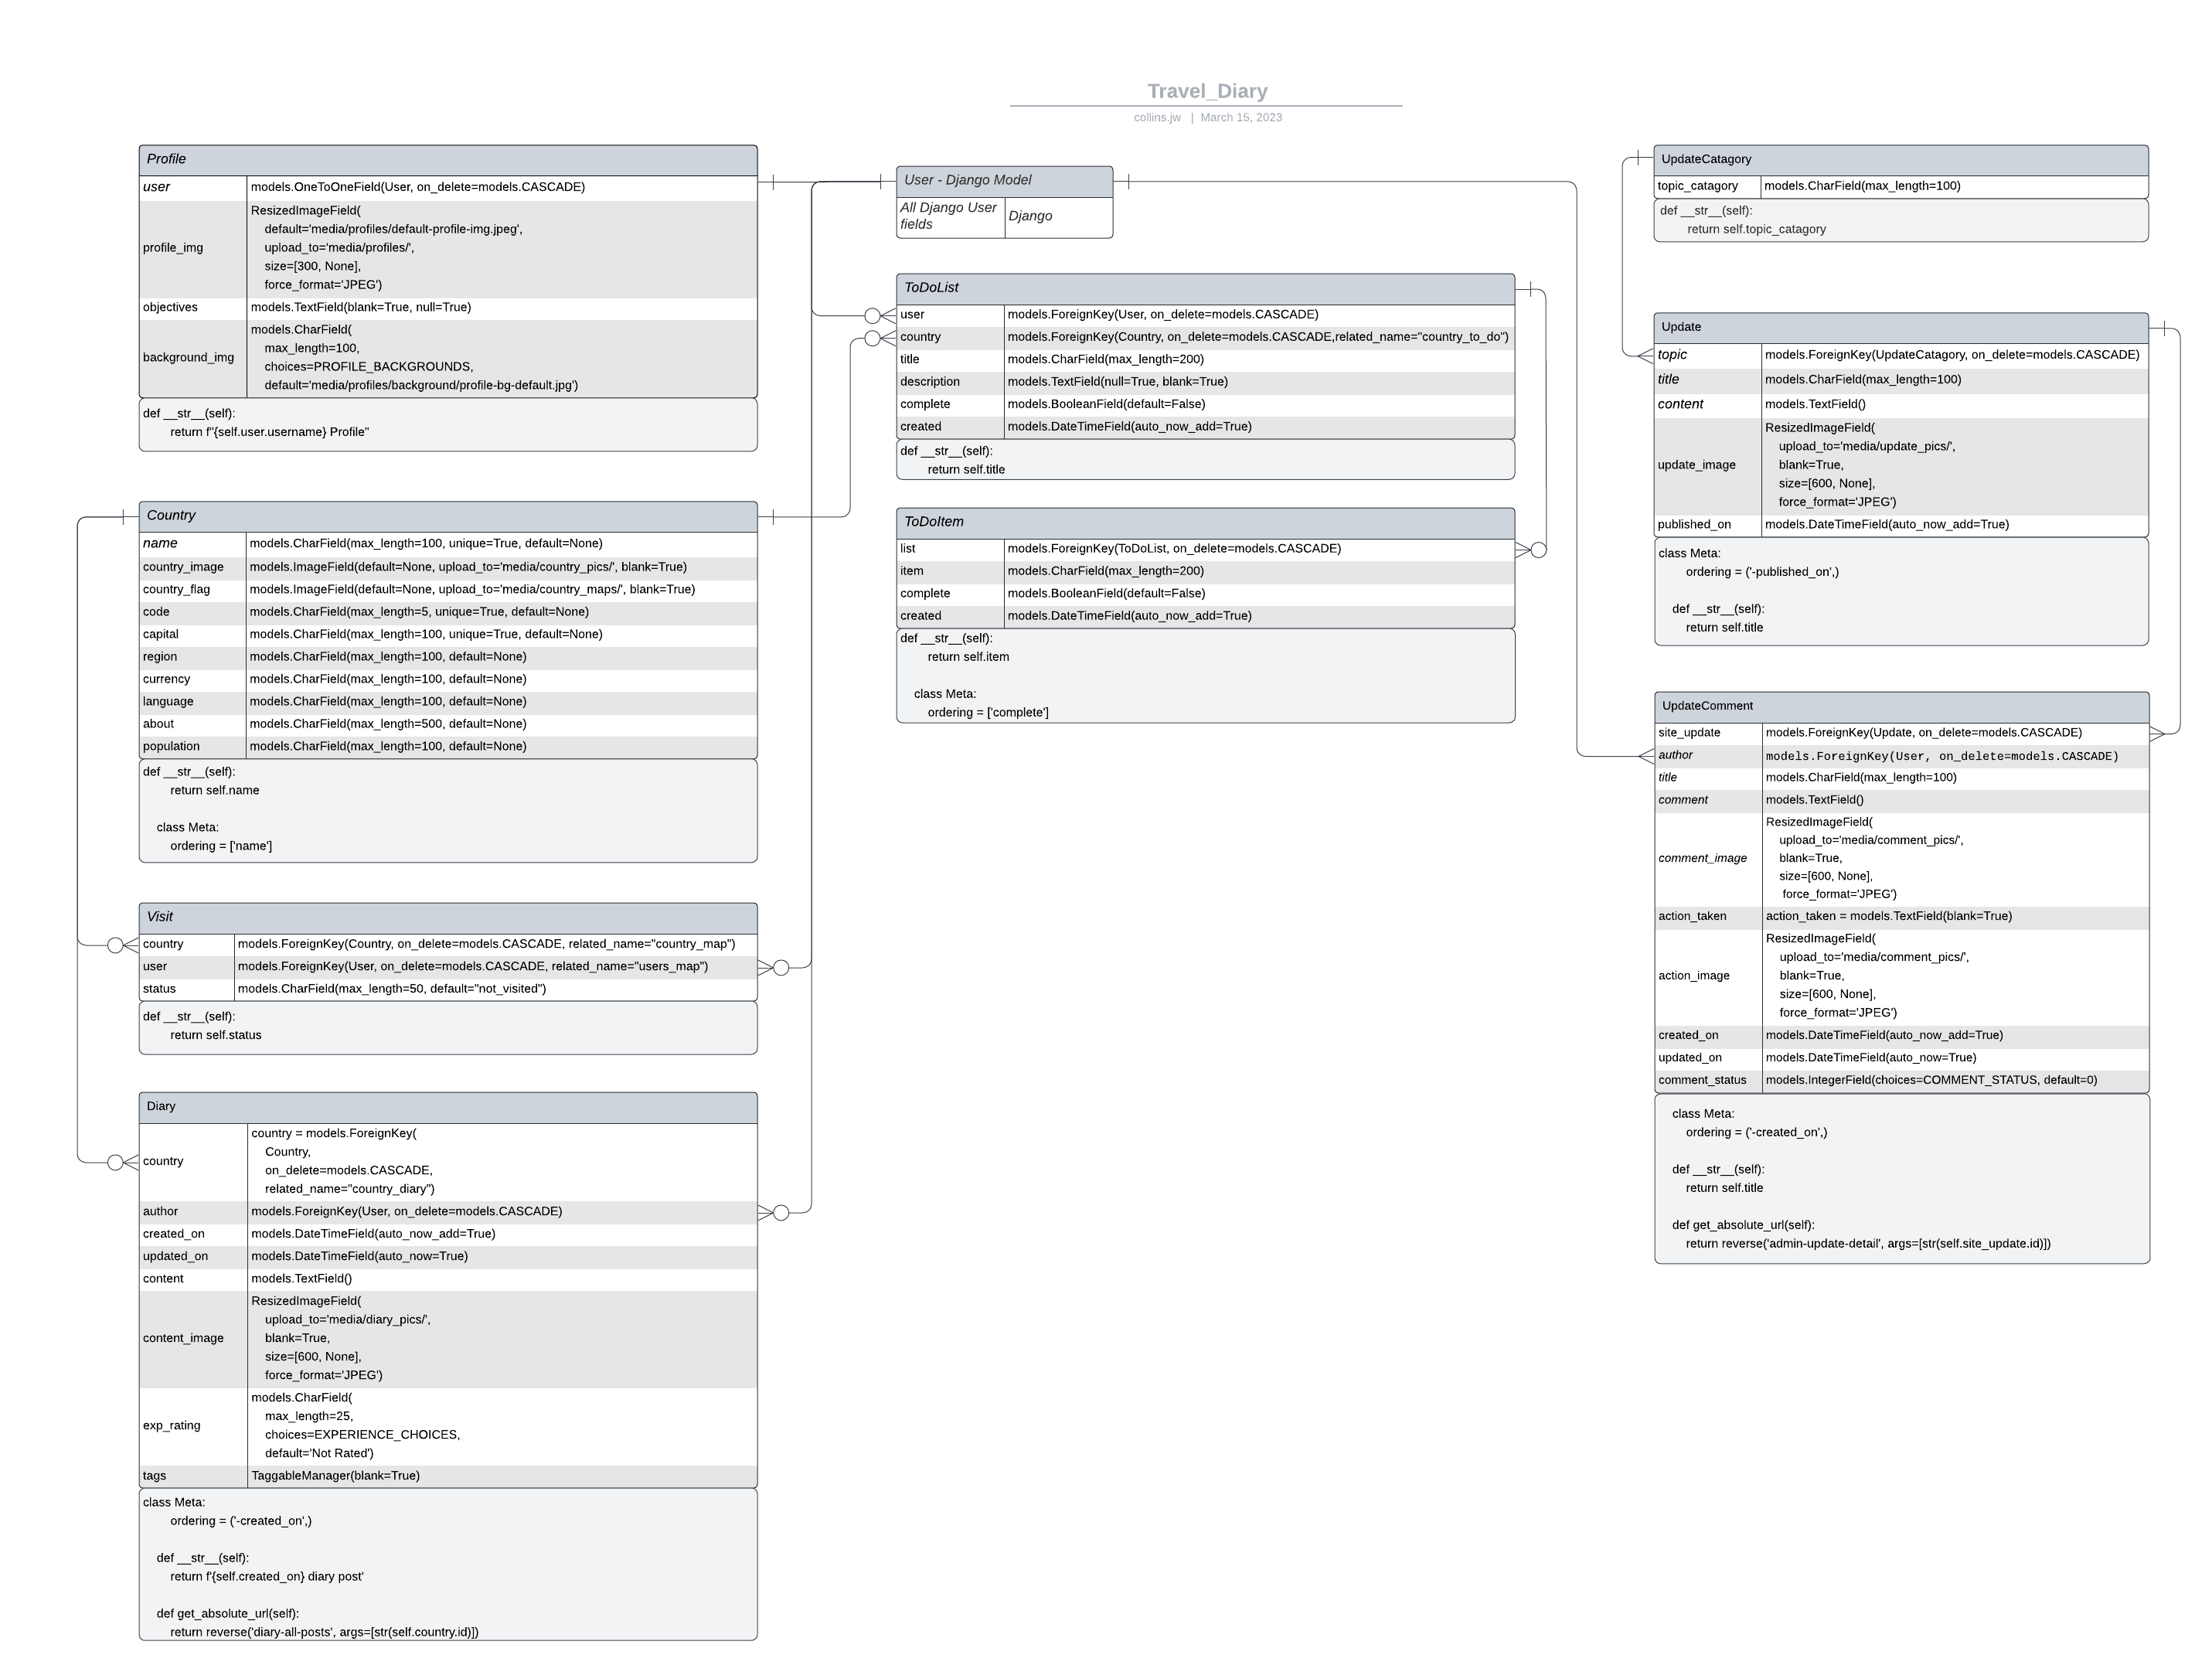 Travel_Diary
collins.jw | March 15, 2023
Profile
user models.OneToOneField(User, on_delete=models.CASCADE)
profile_img ResizedImageField(
default='media/profiles/default-profile-img.jpeg',
upload_to='media/profiles/',
size=[300, None],
force_format='JPEG')
objectives models.TextField(blank=True, null=True)
background_img models.CharField(
max_length=100,
choices=PROFILE_BACKGROUNDS,
default='media/profiles/background/profile-bg-default.jpg')
def __str__(self):
return f"{self.user.username} Profile"
Country
name models.CharField(max_length=100, unique=True, default=None)
country_image models.ImageField(default=None, upload_to='media/country_pics/', blank=True)
country_flag models.ImageField(default=None, upload_to='media/country_maps/', blank=True)
code models.CharField(max_length=5, unique=True, default=None)
capital models.CharField(max_length=100, unique=True, default=None)
region models.CharField(max_length=100, default=None)
currency models.CharField(max_length=100, default=None)
language models.CharField(max_length=100, default=None)
about models.CharField(max_length=500, default=None)
population models.CharField(max_length=100, default=None)
def __str__(self):
return self.name
class Meta:
ordering = ['name']
Visit
country models.ForeignKey(Country, on_delete=models.CASCADE, related_name="country_map")
user models.ForeignKey(User, on_delete=models.CASCADE, related_name="users_map")
status models.CharField(max_length=50, default="not_visited")
def __str__(self):
return self.status
Diary
country country = models.ForeignKey(
Country,
on_delete=models.CASCADE,
related_name="country_diary")
author models.ForeignKey(User, on_delete=models.CASCADE)
created_on models.DateTimeField(auto_now_add=True)
updated_on models.DateTimeField(auto_now=True)
content models.TextField()
content_image ResizedImageField(
upload_to='media/diary_pics/',
blank=True,
size=[600, None],
force_format='JPEG')
exp_rating models.CharField(
max_length=25,
choices=EXPERIENCE_CHOICES,
default='Not Rated')
tags TaggableManager(blank=True)
class Meta:
ordering = ('-created_on',)
def __str__(self):
return f'{self.created_on} diary post'
def get_absolute_url(self):
return reverse('diary-all-posts', args=[str(self.country.id)])
User - Django Model
All Django User
fields Django
ToDoList
user models.ForeignKey(User, on_delete=models.CASCADE)
country models.ForeignKey(Country, on_delete=models.CASCADE,related_name="country_to_do")
title models.CharField(max_length=200)
description models.TextField(null=True, blank=True)
complete models.BooleanField(default=False)
created models.DateTimeField(auto_now_add=True)
def __str__(self):
return self.title
ToDoItem
list models.ForeignKey(ToDoList, on_delete=models.CASCADE)
item models.CharField(max_length=200)
complete models.BooleanField(default=False)
created models.DateTimeField(auto_now_add=True)
def __str__(self):
return self.item
class Meta:
ordering = ['complete']
UpdateCatagory
topic_catagory models.CharField(max_length=100)
def __str__(self):
return self.topic_catagory
Update
topic models.ForeignKey(UpdateCatagory, on_delete=models.CASCADE)
title models.CharField(max_length=100)
content models.TextField()
update_image ResizedImageField(
upload_to='media/update_pics/',
blank=True,
size=[600, None],
force_format='JPEG')
published_on models.DateTimeField(auto_now_add=True)
class Meta:
ordering = ('-published_on',)
def __str__(self):
return self.title
UpdateComment
site_update models.ForeignKey(Update, on_delete=models.CASCADE)
author models.ForeignKey(User, on_delete=models.CASCADE)
title models.CharField(max_length=100)
comment models.TextField()
comment_image ResizedImageField(
upload_to='media/comment_pics/',
blank=True,
size=[600, None],
force_format='JPEG')
action_taken action_taken = models.TextField(blank=True)
action_image ResizedImageField(
upload_to='media/comment_pics/',
blank=True,
size=[600, None],
force_format='JPEG')
created_on models.DateTimeField(auto_now_add=True)
updated_on models.DateTimeField(auto_now=True)
comment_status models.IntegerField(choices=COMMENT_STATUS, default=0)
class Meta:
ordering = ('-created_on',)
def __str__(self):
return self.title
def get_absolute_url(self):
return reverse('admin-update-detail', args=[str(self.site_update.id)])